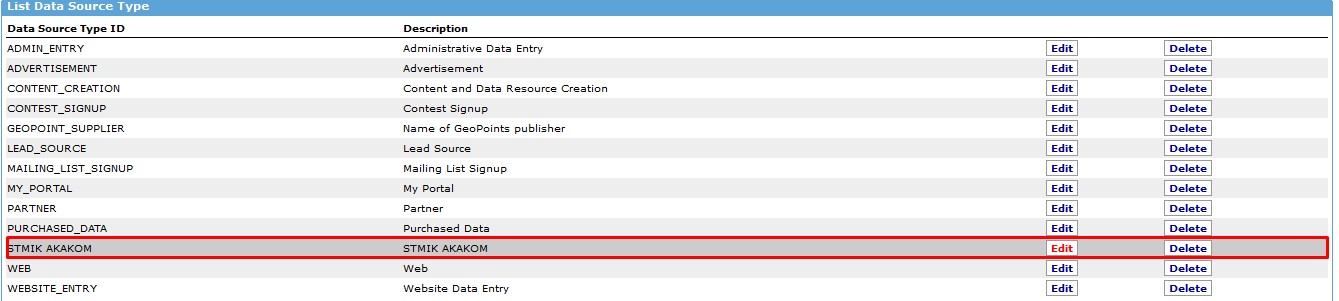 List Data Source Type
Data Source Type ID Description
ADMIN_ENTRY Administrative Data Entry Edit Delete
ADVERTISEMENT Advertisement Edit Delete
CONTENT_CREATION Content and Data Resource Creation Edit Delete
CONTEST_SIGNUP Contest Signup Edit Delete
GEOPOINT_SUPPLIER Name of GeoPoints publisher Edit Delete
LEAD_SOURCE Lead Source Edit Delete
MAILING_LIST_SIGNUP Mailing List Signup Edit Delete
MY_PORTAL My Portal Edit Delete
PARTNER Partner Edit Delete
PURCHASED_DATA Purchased Data Edit Delete
STMIK AKAKOM STMIK AKAKOM Edit Delete
WEB Web Edit Delete
WEBSITE_ENTRY Website Data Entry Edit Delete